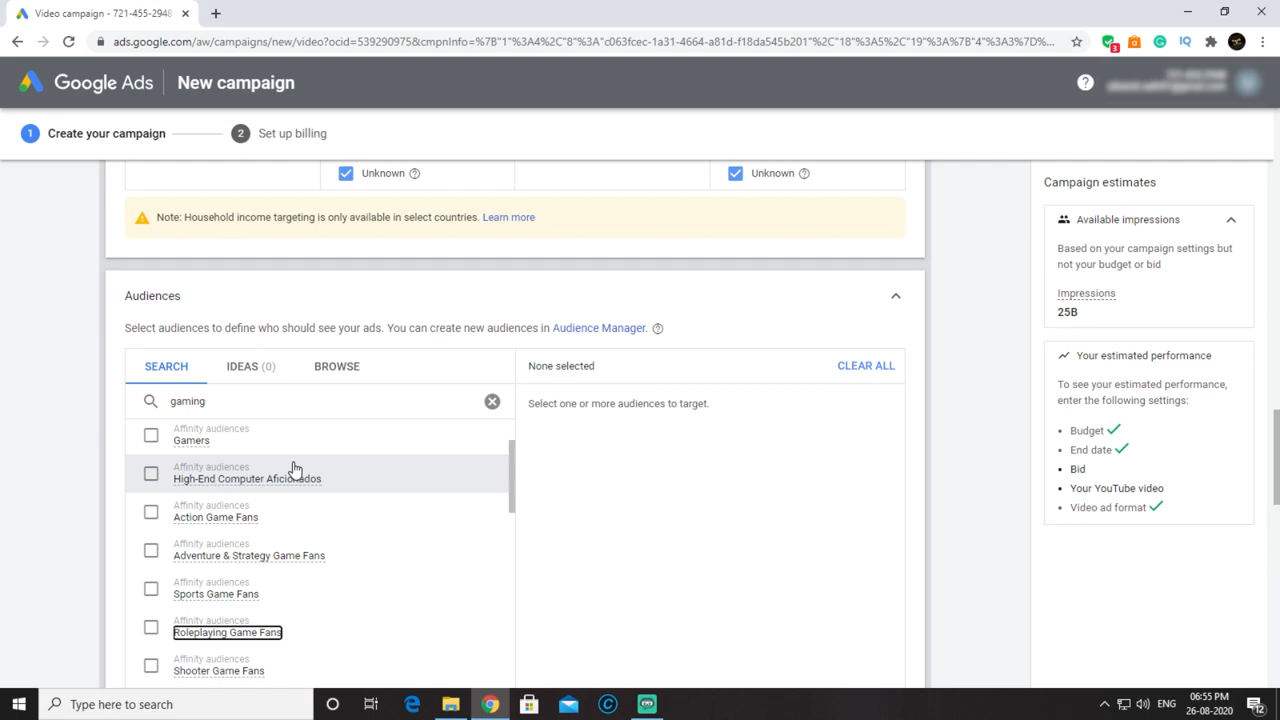 Video campaign - 721-455-2948
ads.google.com/aw/campaigns/new/video?ocid=539290975&cmpnInfo=%7B"1"%3A4%2C"8"%3A"c063fcec-1a31-4664-a81d-f18da545b201"%2C"18"%3A5%2C"19"%3A%7B"4"%3A3%7D%...
3
IQ
Google Ads
New campaign
?
1 Create your campaign
2 Set up billing
Unknown ?
Unknown ?
Note: Household income targeting is only available in select countries. Learn more
Audiences
Select audiences to define who should see your ads. You can create new audiences in Audience Manager. ?
SEARCH
IDEAS (0)
BROWSE
None selected
CLEAR ALL
gaming
Select one or more audiences to target.
Affinity audiences
Gamers
Affinity audiences
High-End Computer Aficionados
Affinity audiences
Action Game Fans
Affinity audiences
Adventure & Strategy Game Fans
Affinity audiences
Sports Game Fans
Affinity audiences
Roleplaying Game Fans
Affinity audiences
Shooter Game Fans
Campaign estimates
Available impressions
Based on your campaign settings but
not your budget or bid
Impressions
25B
Your estimated performance
To see your estimated performance,
enter the following settings:
• Budget
• End date
• Bid
• Your YouTube video
• Video ad format
Type here to search
ENG
06:55 PM
26-08-2020
12